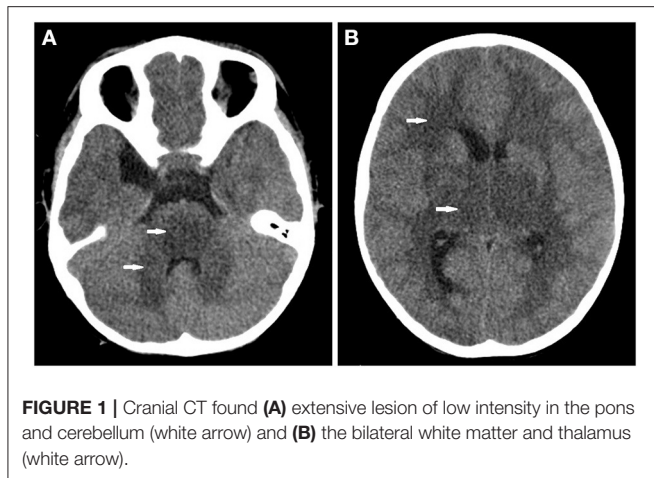 A
B
FIGURE 1 | Cranial CT found (A) extensive lesion of low intensity in the pons
and cerebellum (white arrow) and (B) the bilateral white matter and thalamus
(white arrow).